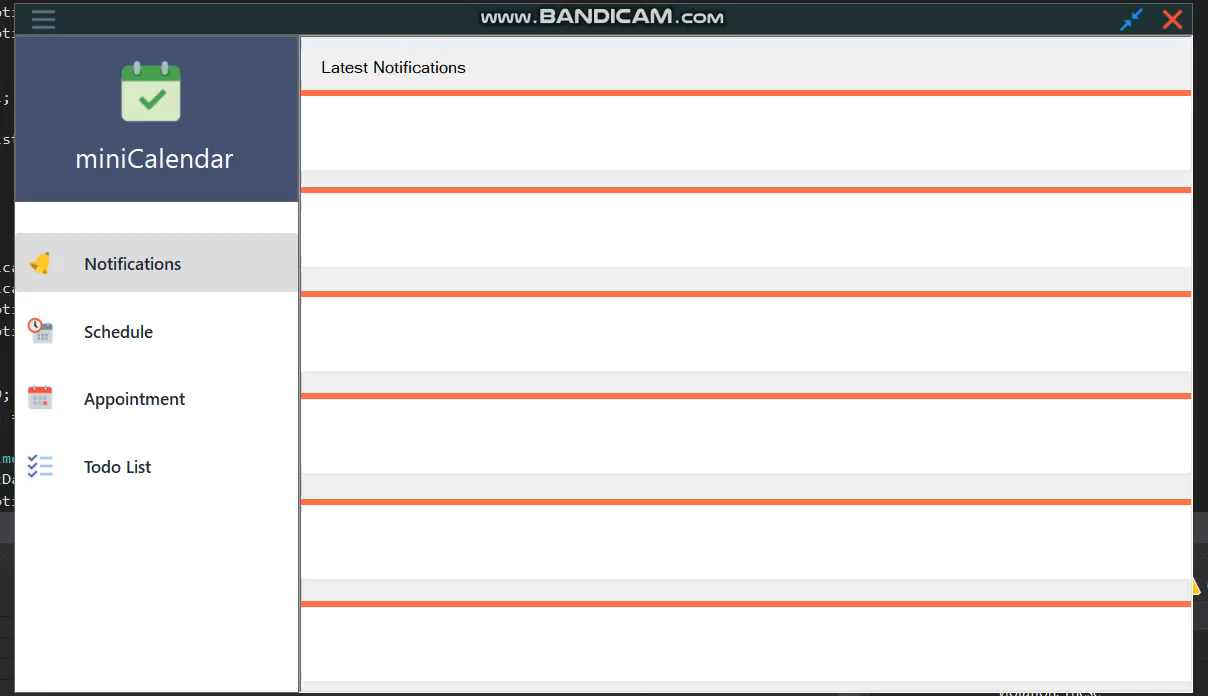 www.BANDICAM.com
miniCalendar
Notifications
Schedule
Appointment
Todo List
Latest Notifications